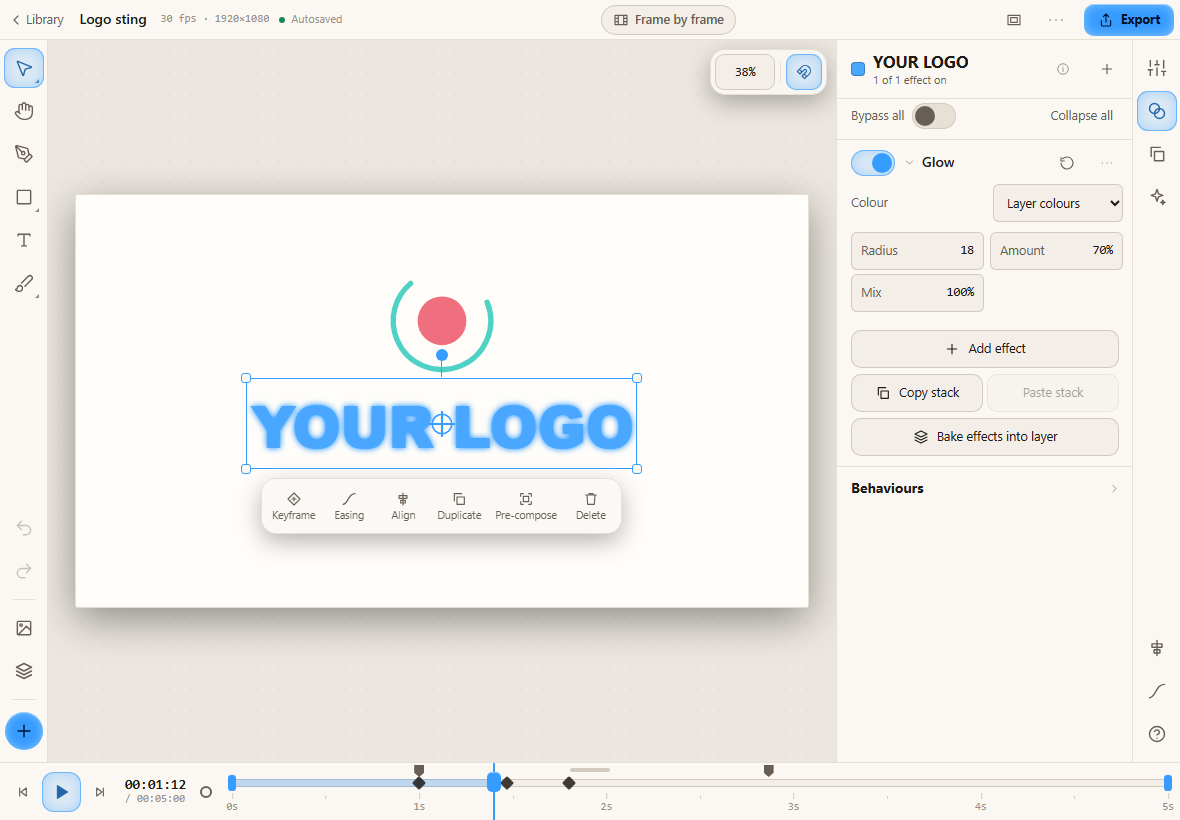 Library
Logo sting
30 fps · 1920×1080
Autosaved
Frame by frame
Export
38%
YOUR LOGO
1 of 1 effect on
Bypass all
Collapse all
Glow
Colour
Layer colours
Radius 18
Amount 70%
Mix 100%
Add effect
Copy stack
Paste stack
Bake effects into layer
Behaviours
YOUR LOGO
Keyframe
Easing
Align
Duplicate
Pre-compose
Delete
00:01:12
/ 00:05:00
0s
1s
2s
3s
4s
5s